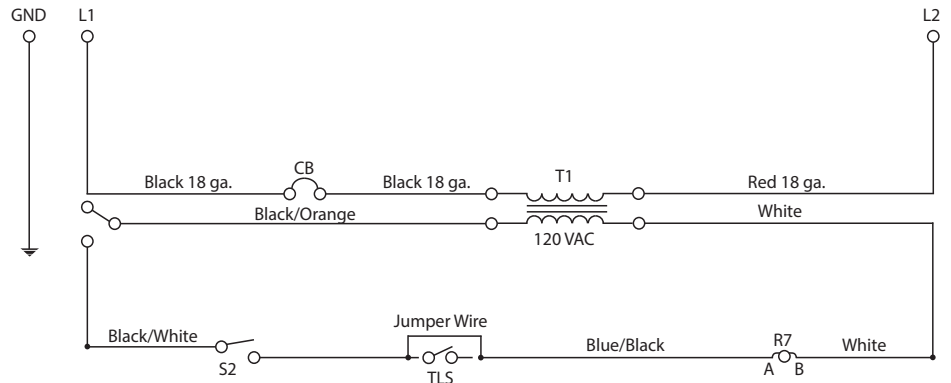 GND
L1
L2
Black 18 ga.
CB
Black 18 ga.
T1
Red 18 ga.
Black/Orange
120 VAC
White
Black/White
S2
Jumper Wire
TLS
Blue/Black
R7
A
B
White